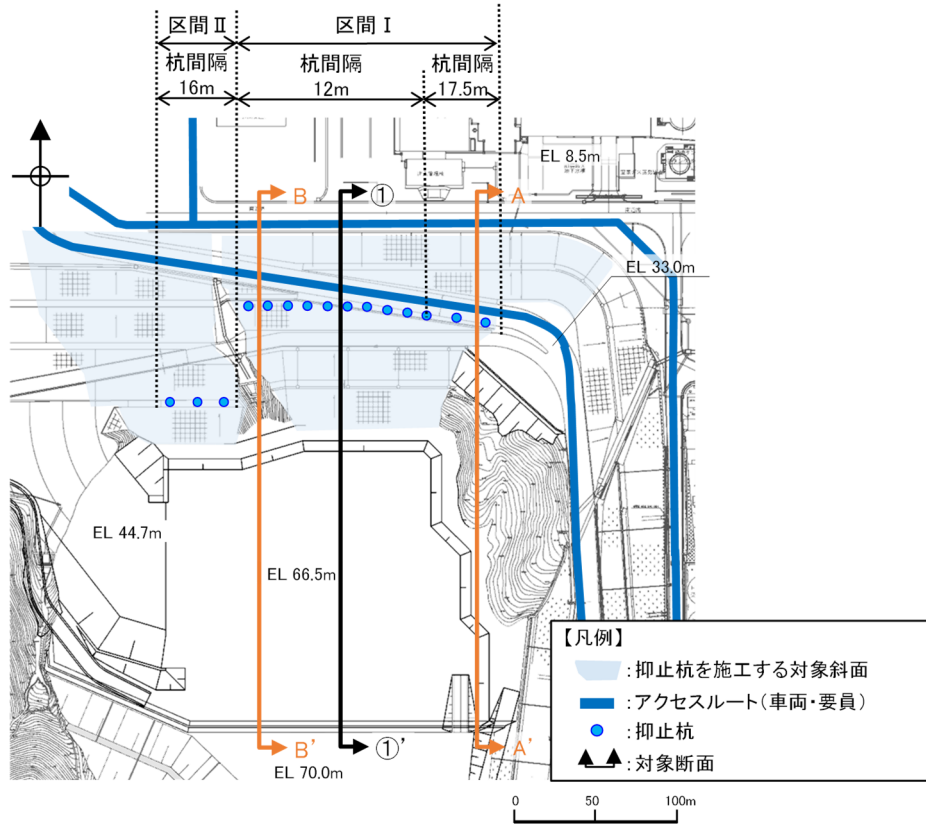 区間Ⅱ
区間Ⅰ
杭間隔
16m
杭間隔
12m
杭間隔
17.5m
EL 8.5m
B
①
A
EL 33.0m
EL 44.7m
EL 66.5m
B'
①'
A'
EL 70.0m
【凡例】
:抑止杭を施工する対象斜面
:アクセスルート(車両・要員)
:抑止杭
:対象断面
0 50 100m